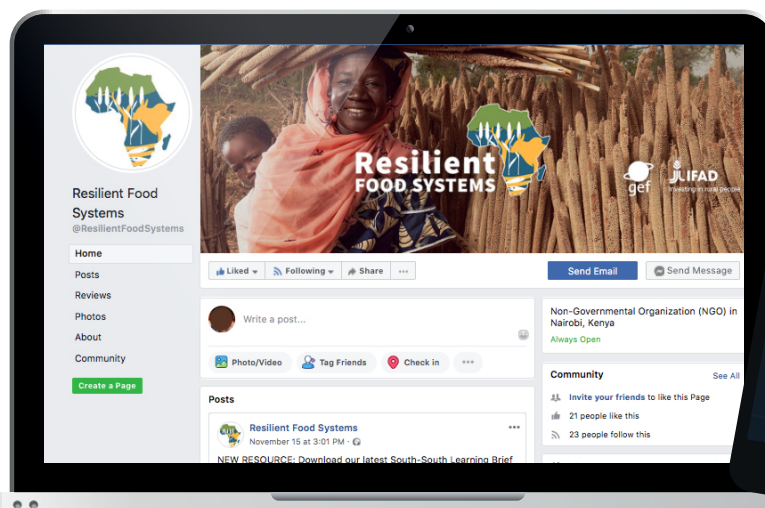 Resilient Food
Systems
@ResilientFoodSystems
Home
Posts
Reviews
Photos
About
Community
Create a Page
Resilient
FOOD SYSTEMS
gef
JLIFAD
Investing in rural people
Liked
Following
Share
Send Email
Send Message
Write a post...
Photo/Video
Tag Friends
Check in
Posts
Resilient Food Systems
November 15 at 3:01 PM ·
NEW RESOURCE: Download our latest South-South Learning Brief
Non-Governmental Organization (NGO) in
Nairobi, Kenya
Always Open
Community
See All
Invite your friends to like this Page
21 people like this
23 people follow this